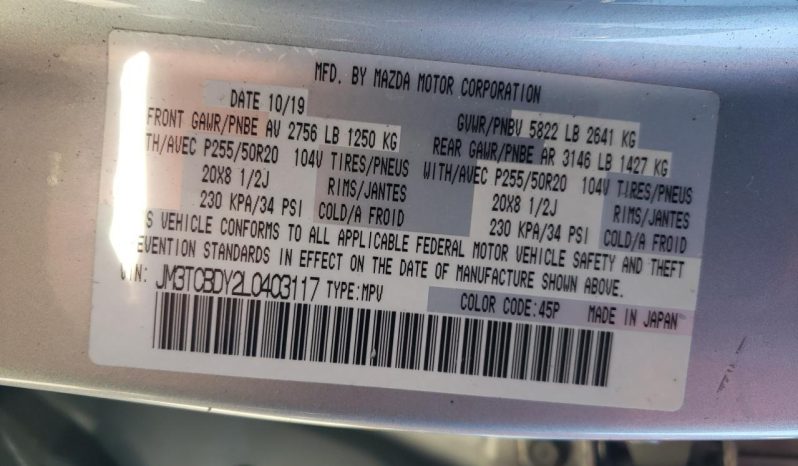 MFD. BY MAZDA MOTOR CORPORATION
DATE 10/19 GVWR/PNBV 5822 LB 2641 KG
FRONT GAWR/PNBE AV 2756 LB 1250 KG REAR GAWR/PNBE AR 3146 LB 1427 KG
TH/AVEC P255/50R20 104V TIRES/PNEUS WITH/AVEC P255/50R20 104V TIRES/PNEUS
20X8 1/2J RIMS/JANTES 20X8 1/2J RIMS/JANTES
230 KPA/34 PSI COLD/A FROID 230 KPA/34 PSI COLD/A FROID
S VEHICLE CONFORMS TO ALL APPLICABLE FEDERAL MOTOR VEHICLE SAFETY AND THEFT
EVENTION STANDARDS IN EFFECT ON THE DATE OF MANUFACTURE SHOWN ABOVE.
VIN: JM3TCBDY2L0403117 TYPE:MPV COLOR CODE:45P MADE IN JAPAN